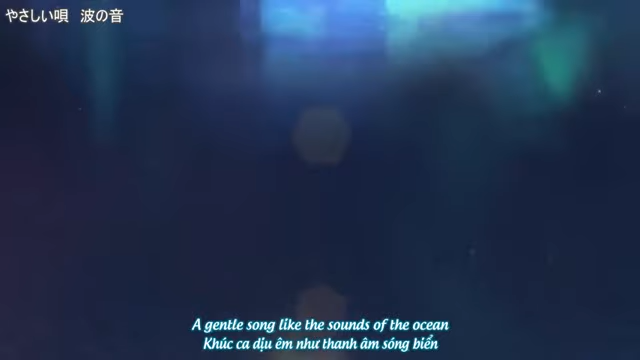 やさしい唄　波の音
A gentle song like the sounds of the ocean
Khúc ca dịu êm như thanh âm sóng biển